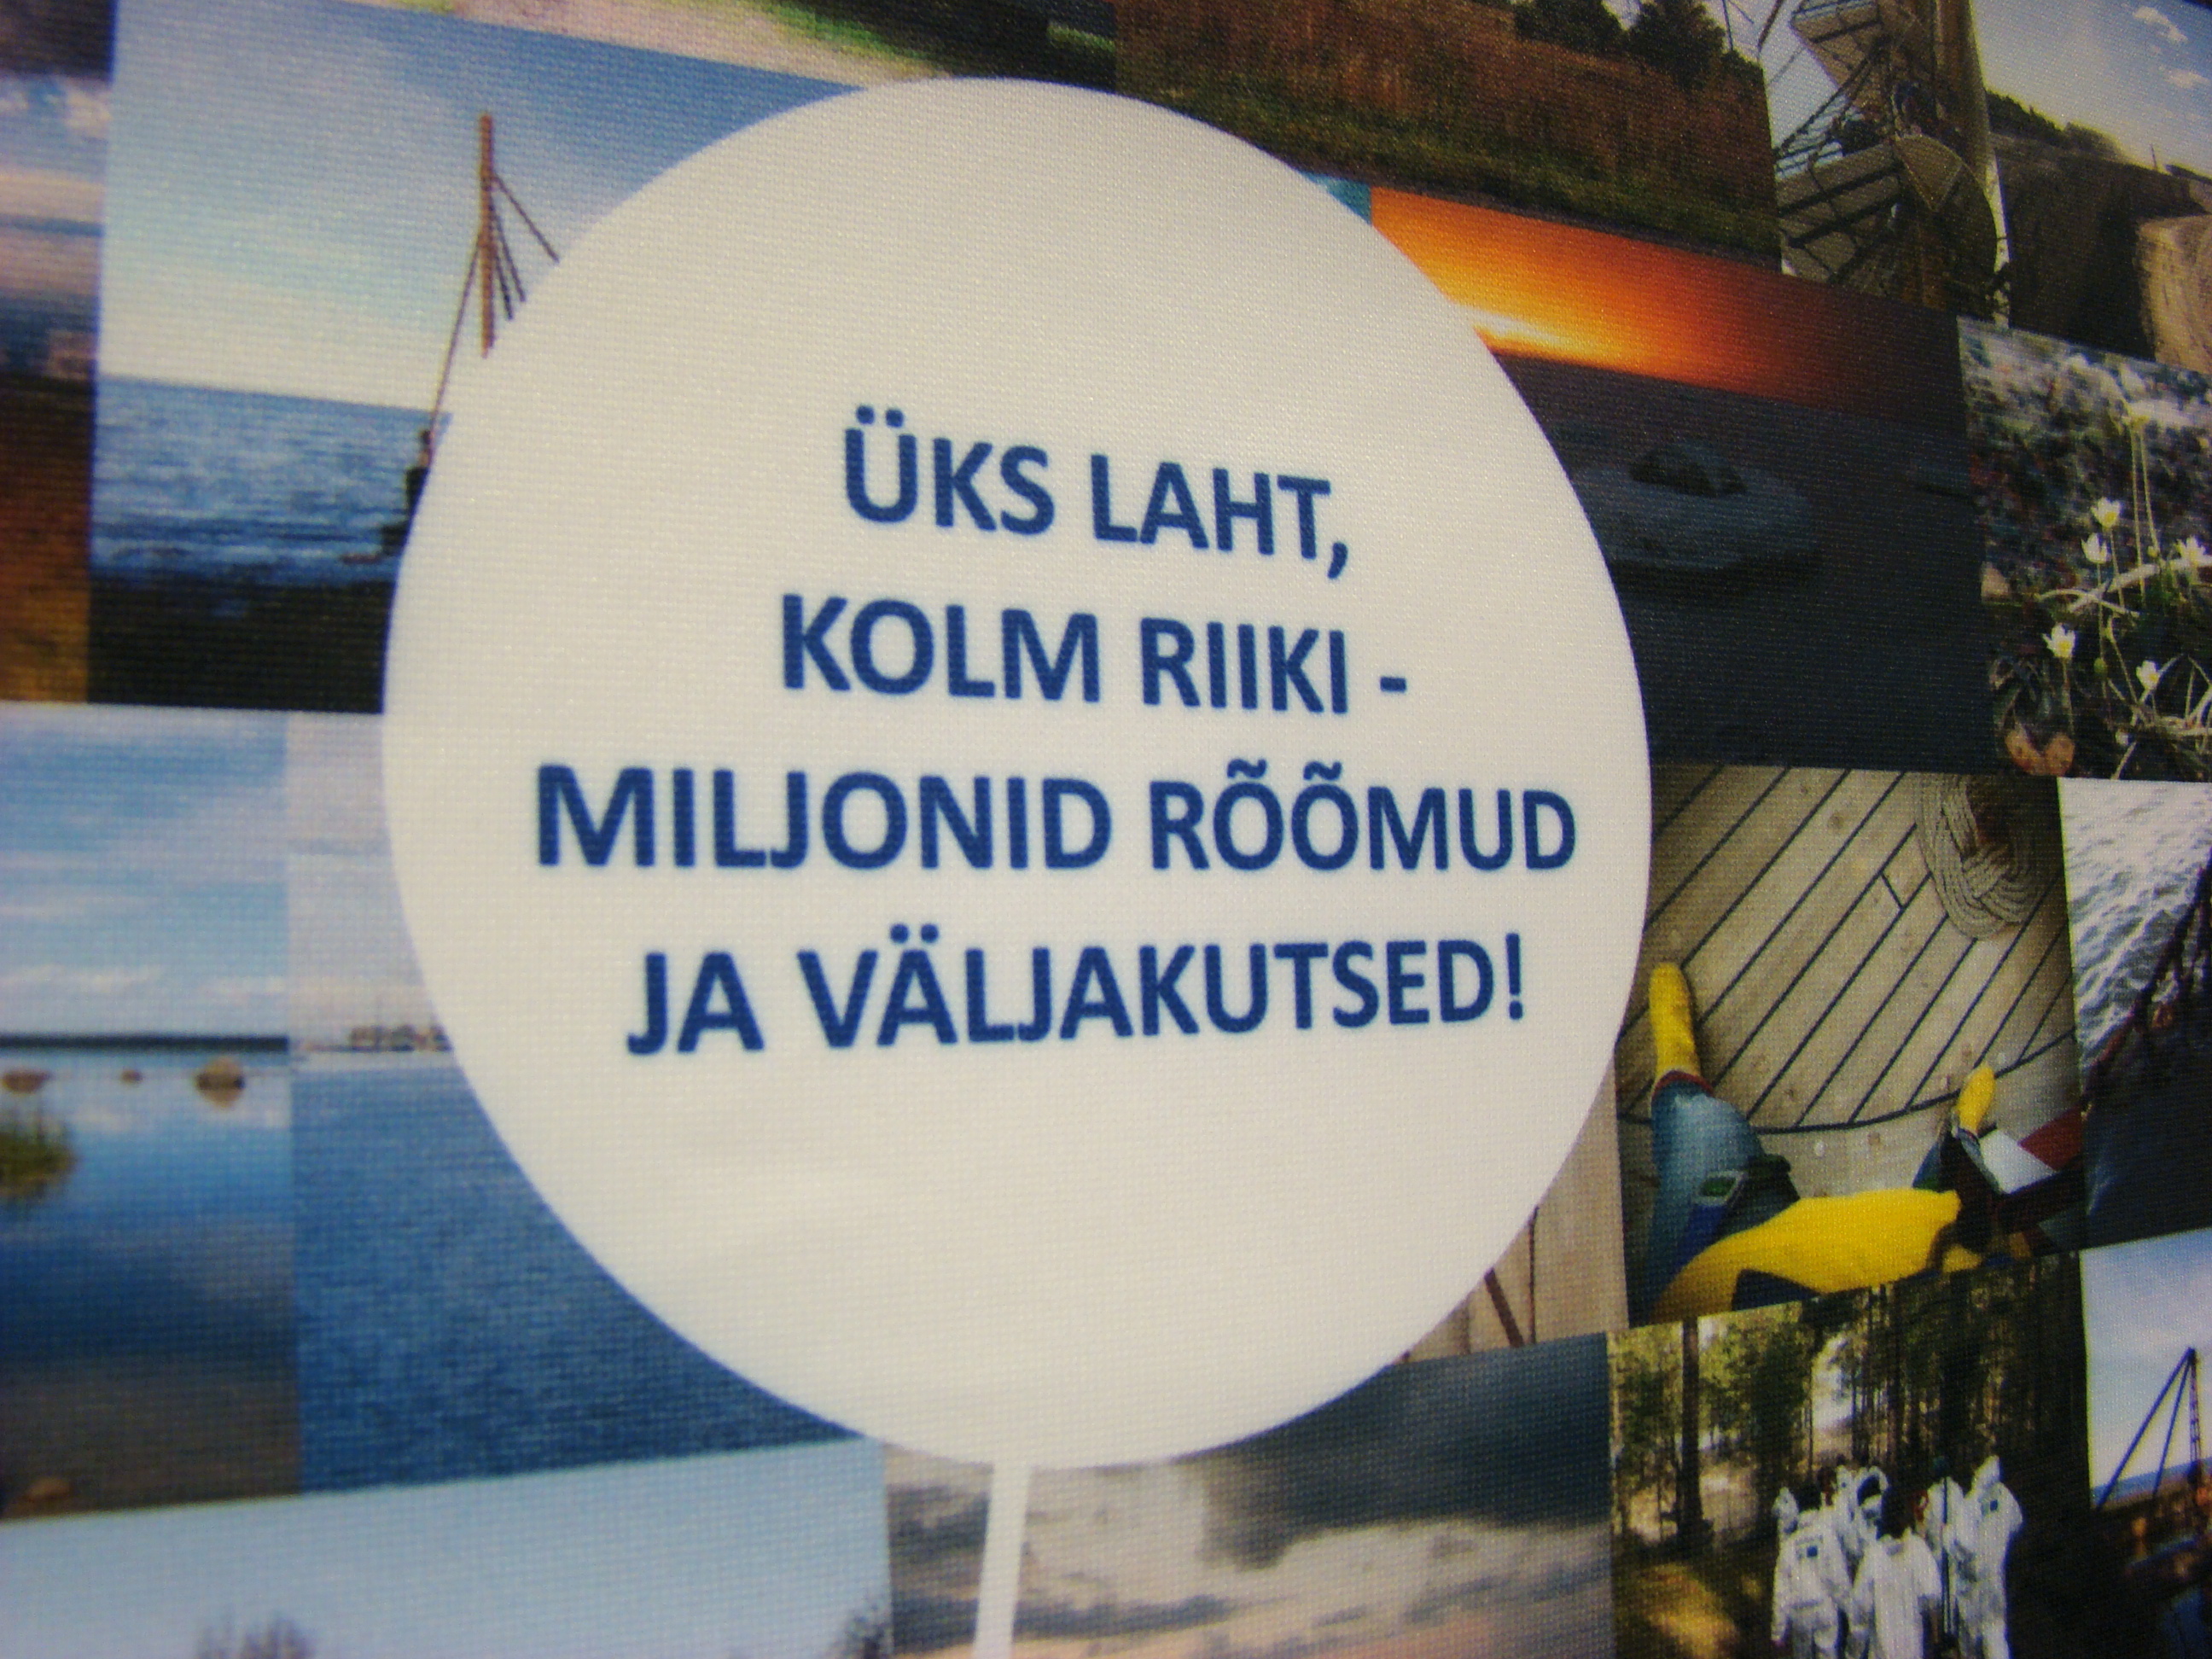 ÜKS LAHT,
KOLM RIIKI -
MILJONID RÕÕMUD
JA VÄLJAKUTSED!